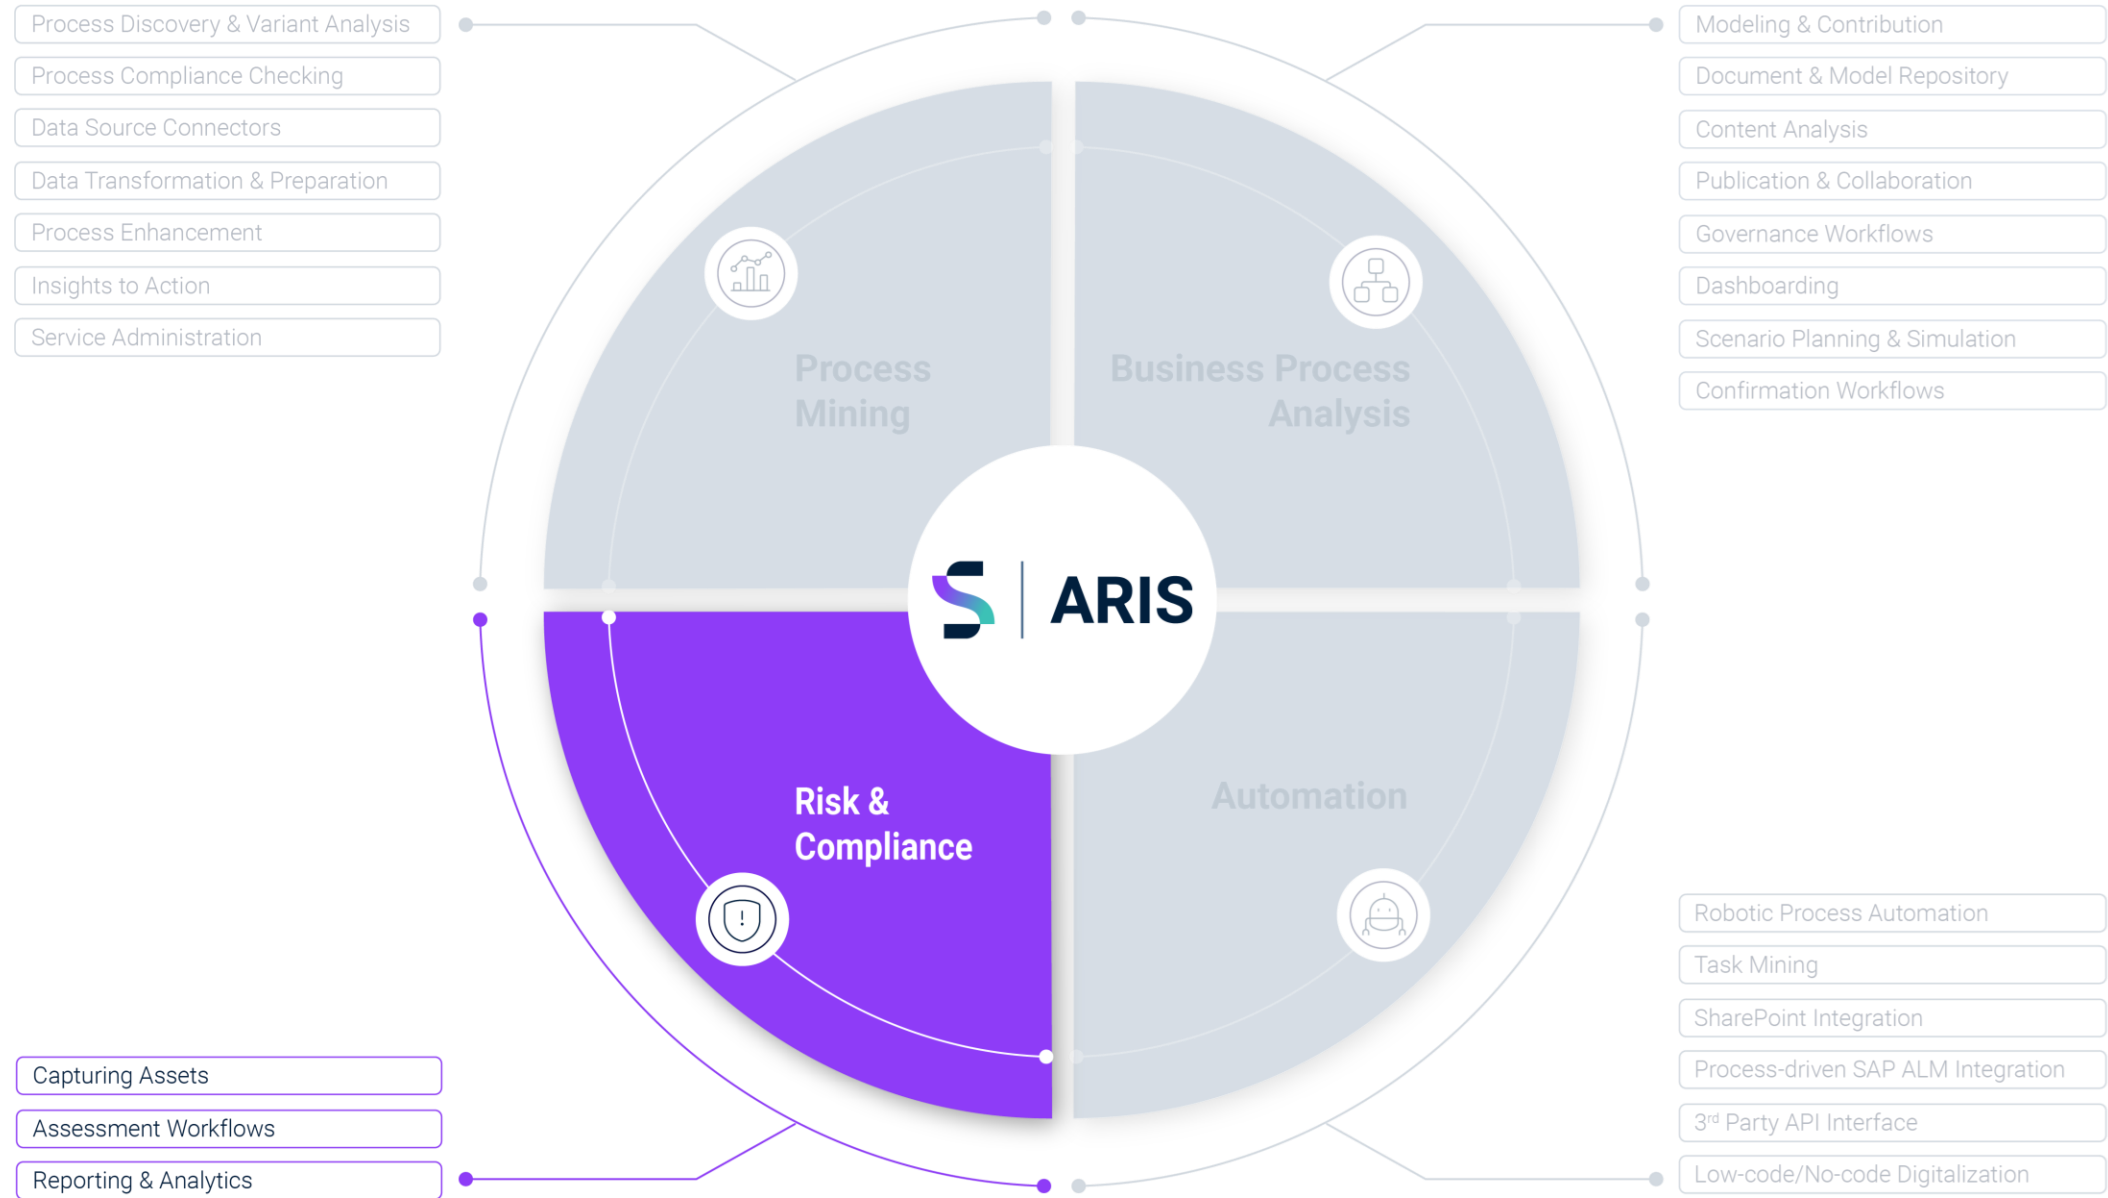 Process Discovery & Variant Analysis
Process Compliance Checking
Data Source Connectors
Data Transformation & Preparation
Process Enhancement
Insights to Action
Service Administration
Modeling & Contribution
Document & Model Repository
Content Analysis
Publication & Collaboration
Governance Workflows
Dashboarding
Scenario Planning & Simulation
Confirmation Workflows
Process
Mining
Business Process
Analysis
ARIS
Risk &
Compliance
Automation
Capturing Assets
Assessment Workflows
Reporting & Analytics
Robotic Process Automation
Task Mining
SharePoint Integration
Process-driven SAP ALM Integration
3rd Party API Interface
Low-code/No-code Digitalization